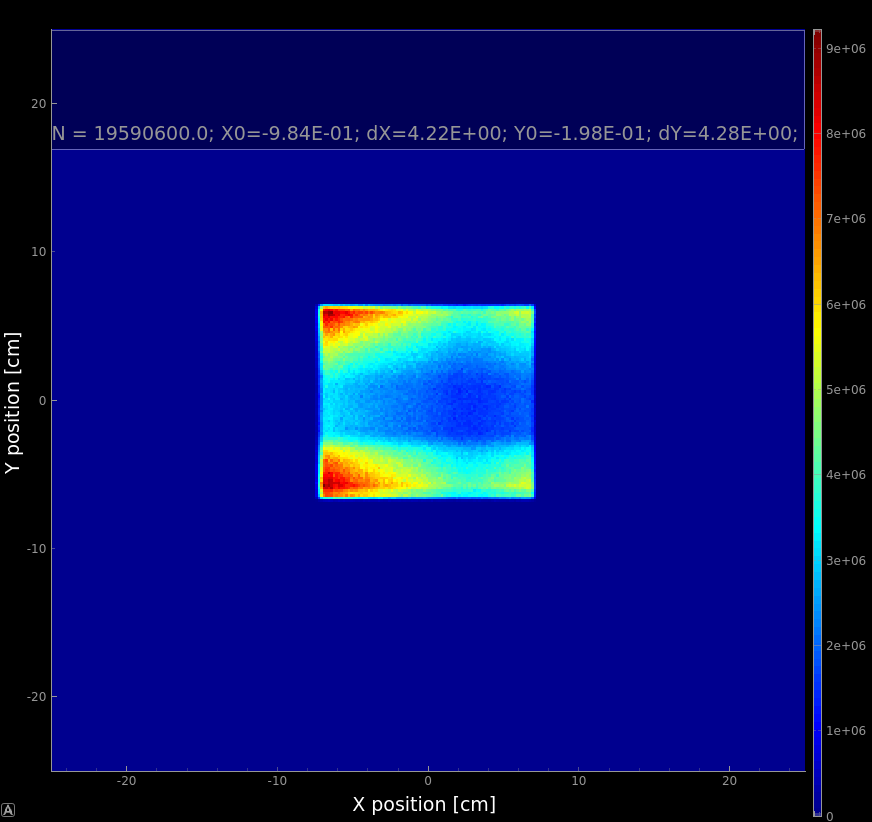 N = 19590600.0; X0=-9.84E-01; dX=4.22E+00; Y0=-1.98E-01; dY=4.28E+00;
20
10
0
-10
-20
Y position [cm]
-20
-10
0
10
20
X position [cm]
9e+06
8e+06
7e+06
6e+06
5e+06
4e+06
3e+06
2e+06
1e+06
0
A